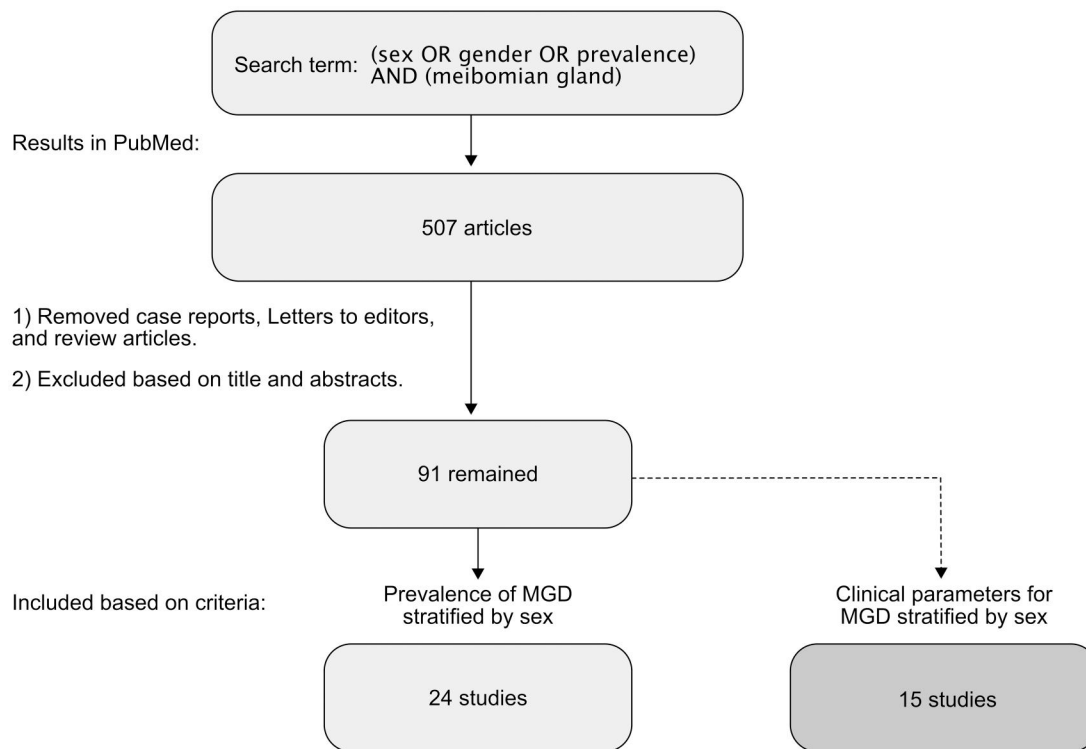 Search term: (sex OR gender OR prevalence)
AND (meibomian gland)
Results in PubMed:
507 articles
1) Removed case reports, Letters to editors,
and review articles.
2) Excluded based on title and abstracts.
91 remained
Included based on criteria:
Prevalence of MGD
stratified by sex
Clinical parameters for
MGD stratified by sex
24 studies
15 studies